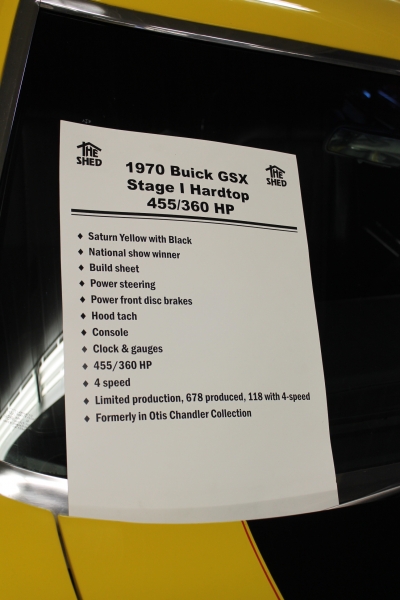 THE SHED
THE SHED
1970 Buick GSX
Stage I Hardtop
455/360 HP
♦ Saturn Yellow with Black
♦ National show winner
♦ Build sheet
♦ Power steering
♦ Power front disc brakes
♦ Hood tach
♦ Console
♦ Clock & gauges
♦ 455/360 HP
♦ 4 speed
♦ Limited production, 678 produced, 118 with 4-speed
♦ Formerly in Otis Chandler Collection